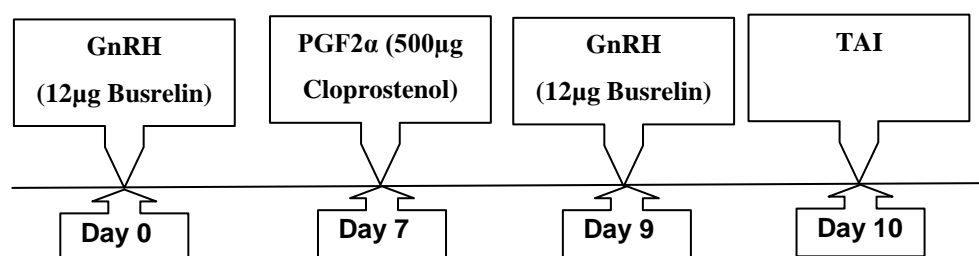 GnRH
(12µg Busrelin)
PGF2α (500µg
Cloprostenol)
GnRH
(12µg Busrelin)
TAI
Day 0
Day 7
Day 9
Day 10